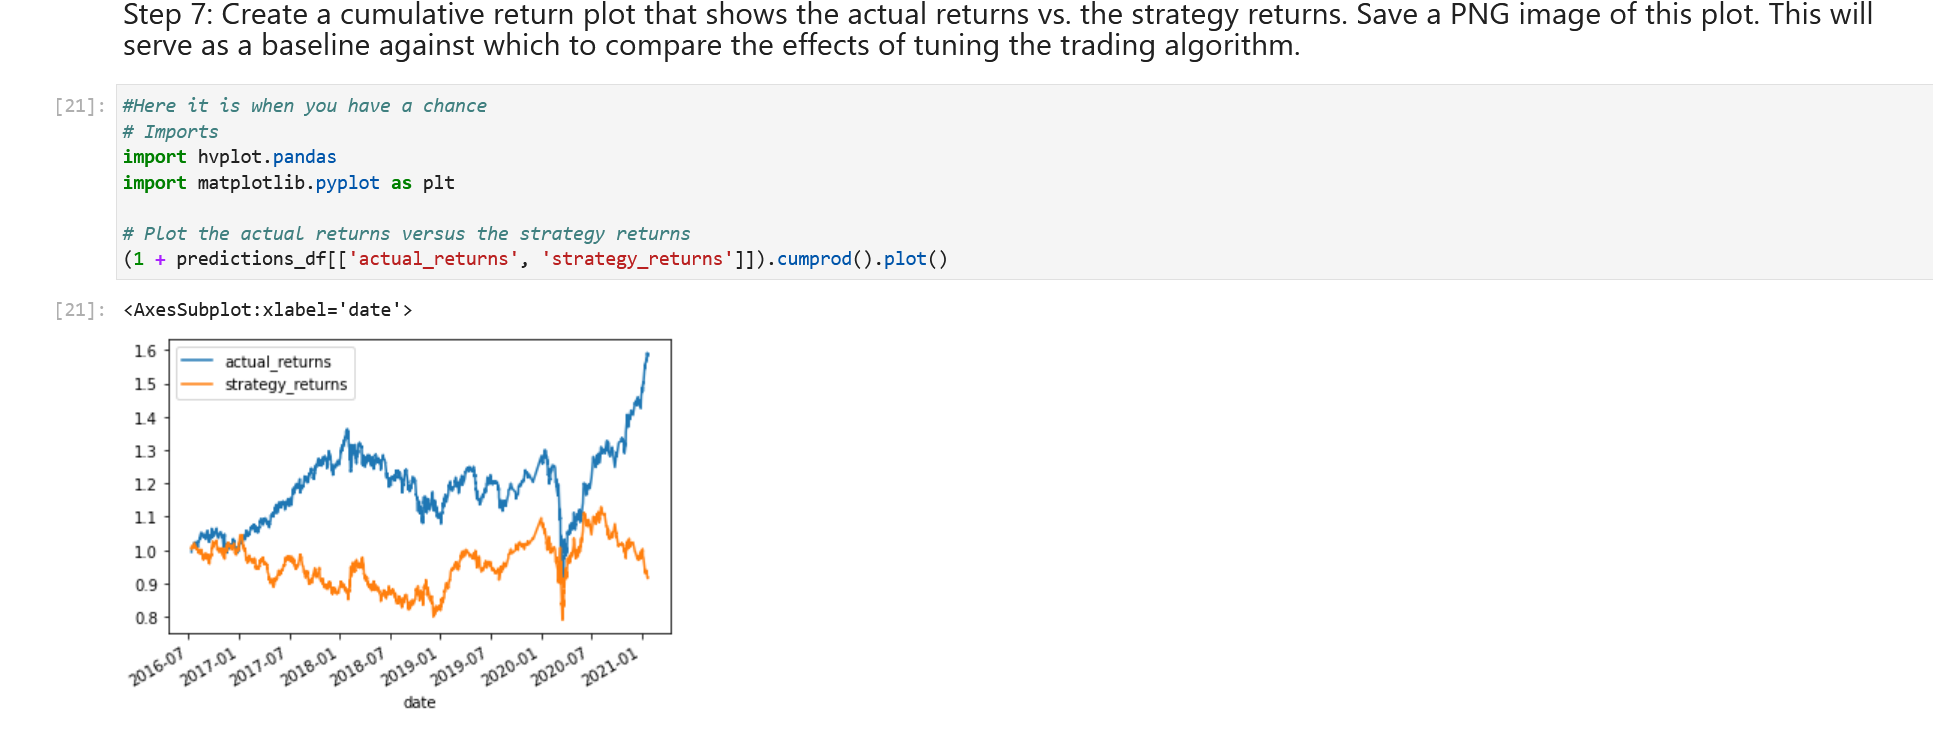 Step 7: Create a cumulative return plot that shows the actual returns vs. the strategy returns. Save a PNG image of this plot. This will
serve as a baseline against which to compare the effects of tuning the trading algorithm.
[21]: #Here it is when you have a chance
# Imports
import hvplot.pandas
import matplotlib.pyplot as plt
# Plot the actual returns versus the strategy returns
(1 + predictions_df[['actual_returns', 'strategy_returns']]).cumprod().plot()
[21]: <AxesSubplot:xlabel='date'>
actual_returns
strategy_returns
1.6
1.5
1.4
1.3
1.2
1.1
1.0
0.9
0.8
2016-07 2017-01 2017-07 2018-01 2018-07 2019-01 2019-07 2020-01 2020-07 2021-01
date